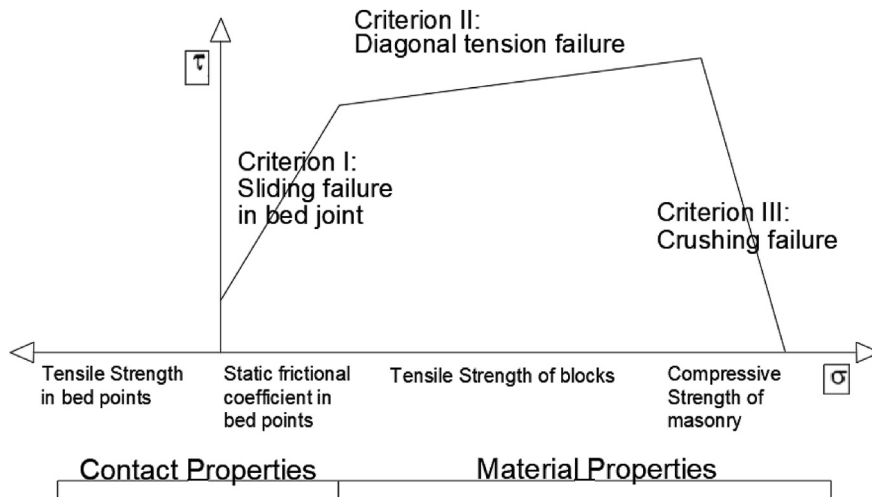 Criterion II:
Diagonal tension failure
τ
Criterion I:
Sliding failure
in bed joint
Criterion III:
Crushing failure
Tensile Strength
in bed points
Static frictional
coefficient in
bed points
Tensile Strength of blocks
Compressive
Strength of
masonry
σ
Contact Properties
Material Properties